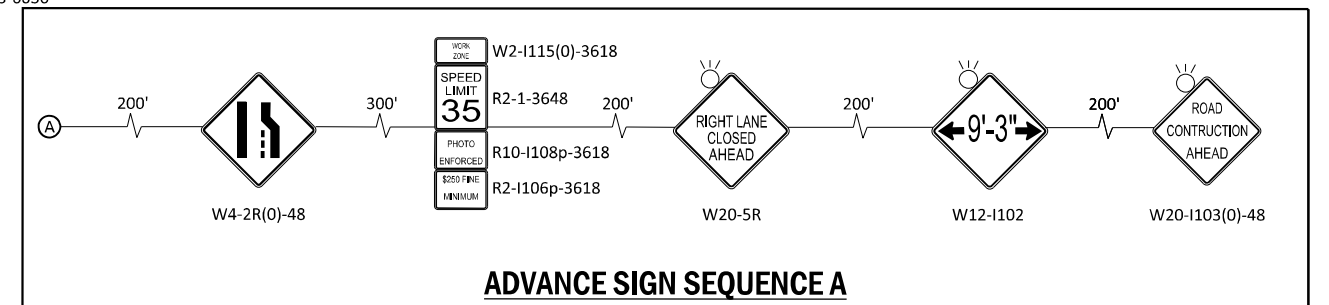 A
200'
W4-2R(0)-48
300'
WORK
ZONE
W2-I115(0)-3618
SPEED
LIMIT
35
R2-1-3648
PHOTO
ENFORCED
R10-I108p-3618
$250 FINE
MINIMUM
R2-I106p-3618
200'
RIGHT LANE
CLOSED
AHEAD
W20-5R
200'
9'-3"
W12-I102
200'
ROAD
CONTRUCTION
AHEAD
W20-I103(0)-48
ADVANCE SIGN SEQUENCE A